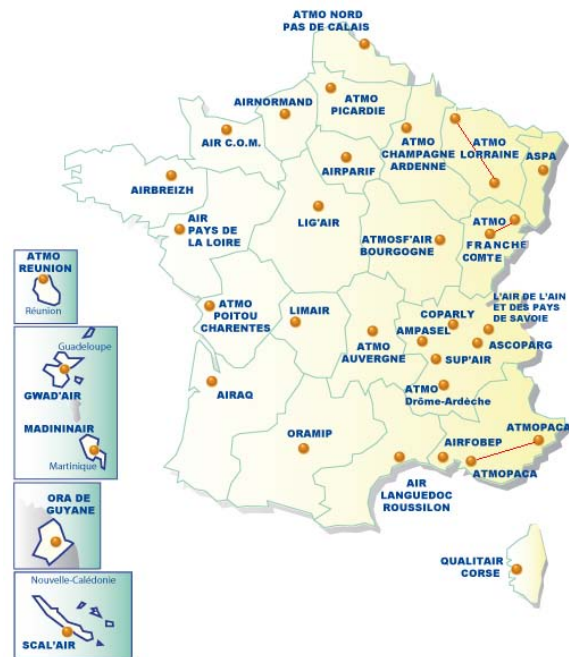 ATMO NORD
PAS DE CALAIS
AIRNORMAND
ATMO
PICARDIE
AIR C.O.M.
ATMO
CHAMPAGNE
ARDENNE
ATMO
LORRAINE
ASPA
AIRPARIF
AIRBREIZH
LIG'AIR
AIR
PAYS DE
LA LOIRE
ATMOSF'AIR
BOURGOGNE
ATMO
FRANCHE
COMTE
ATMO
REUNION
Réunion
ATMO
POITOU
CHARENTES
LIMAIR
COPARLY
L'AIR DE L'AIN
ET DES PAYS
DE SAVOIE
AMPASEL
ASCOPARG
ATMO
AUVERGNE
SUP'AIR
Guadeloupe
GWAD'AIR
AIRAQ
ATMO
Drôme-Ardèche
MADININAIR
Martinique
ORAMIP
AIRFOBEP
ATMOPACA
ATMOPACA
AIR
LANGUEDOC
ROUSSILON
ORA DE
GUYANE
QUALITAIR
CORSE
Nouvelle-Calédonie
SCAL'AIR